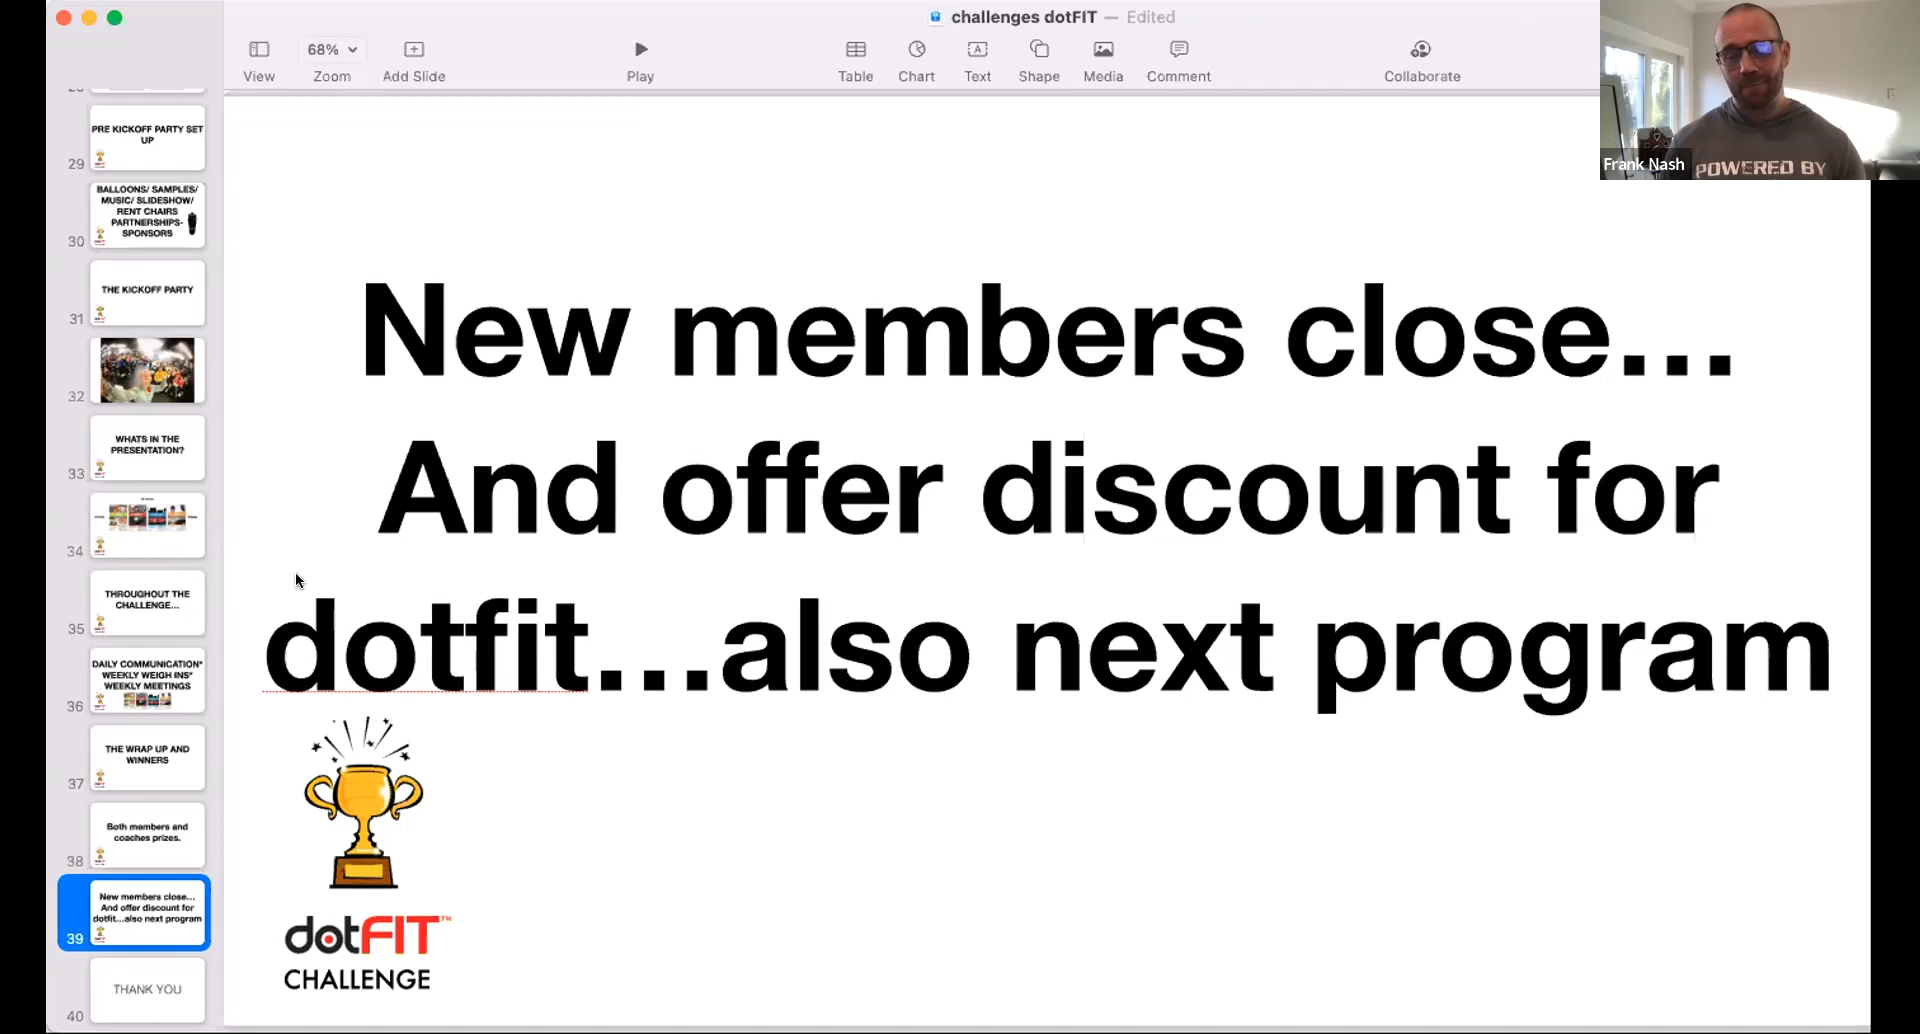 challenges dotFIT — Edited
68%
View
Zoom
Add Slide
Play
Table
Chart
Text
Shape
Media
Comment
Collaborate
Frank Nash
POWERED BY
PRE KICKOFF PARTY SET
UP
29
BALLOONS/ SAMPLES/
MUSIC/ SLIDESHOW/
RENT CHAIRS
PARTNERSHIPS-
SPONSORS
30
THE KICKOFF PARTY
31
32
WHATS IN THE
PRESENTATION?
33
34
THROUGHOUT THE
CHALLENGE...
35
DAILY COMMUNICATION*
WEEKLY WEIGH INS*
WEEKLY MEETINGS
36
THE WRAP UP AND
WINNERS
37
Both members and
coaches prizes.
38
New members close...
And offer discount for
dotfit...also next program
39
THANK YOU
40
New members close...
And offer discount for
dotfit...also next program
dotFIT™
CHALLENGE